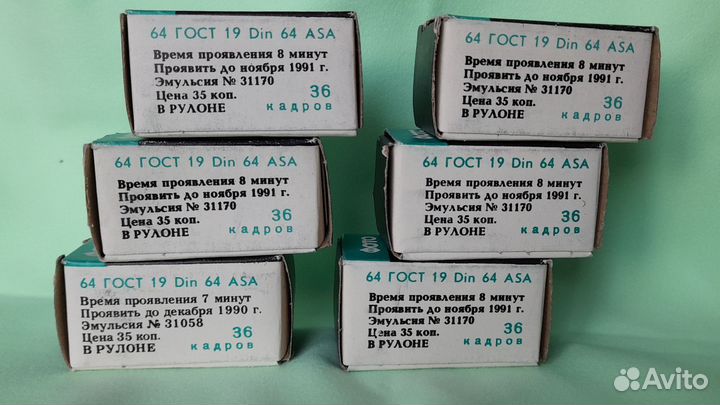 64 ГОСТ 19 Din 64 ASA
Время проявления 8 минут
Проявить до ноября 1991 г.
Эмульсия № 31170
Цена 35 коп.
В РУЛОНЕ
36
кадров
64 ГОСТ 19 Din 64 ASA
Время проявления 8 минут
Проявить до ноября 1991 г.
Эмульсия № 31170
Цена 35 коп.
В РУЛОНЕ
36
кадров
64 ГОСТ 19 Din 64 ASA
Время проявления 8 минут
Проявить до ноября 1991 г.
Эмульсия № 31170
Цена 35 коп.
В РУЛОНЕ
36
кадров
64 ГОСТ 19 Din 64 ASA
Время проявления 8 минут
Проявить до ноября 1991 г.
Эмульсия № 31170
Цена 35 коп.
В РУЛОНЕ
36
кадров
64 ГОСТ 19 Din 64 ASA
Время проявления 7 минут
Проявить до декабря 1990 г.
Эмульсия № 31058
Цена 35 коп.
В РУЛОНЕ
36
кадров
64 ГОСТ 19 Din 64 ASA
Время проявления 8 минут
Проявить до ноября 1991 г.
Эмульсия № 31170
Цена 35 коп.
В РУЛОНЕ
36
кадров
Avito